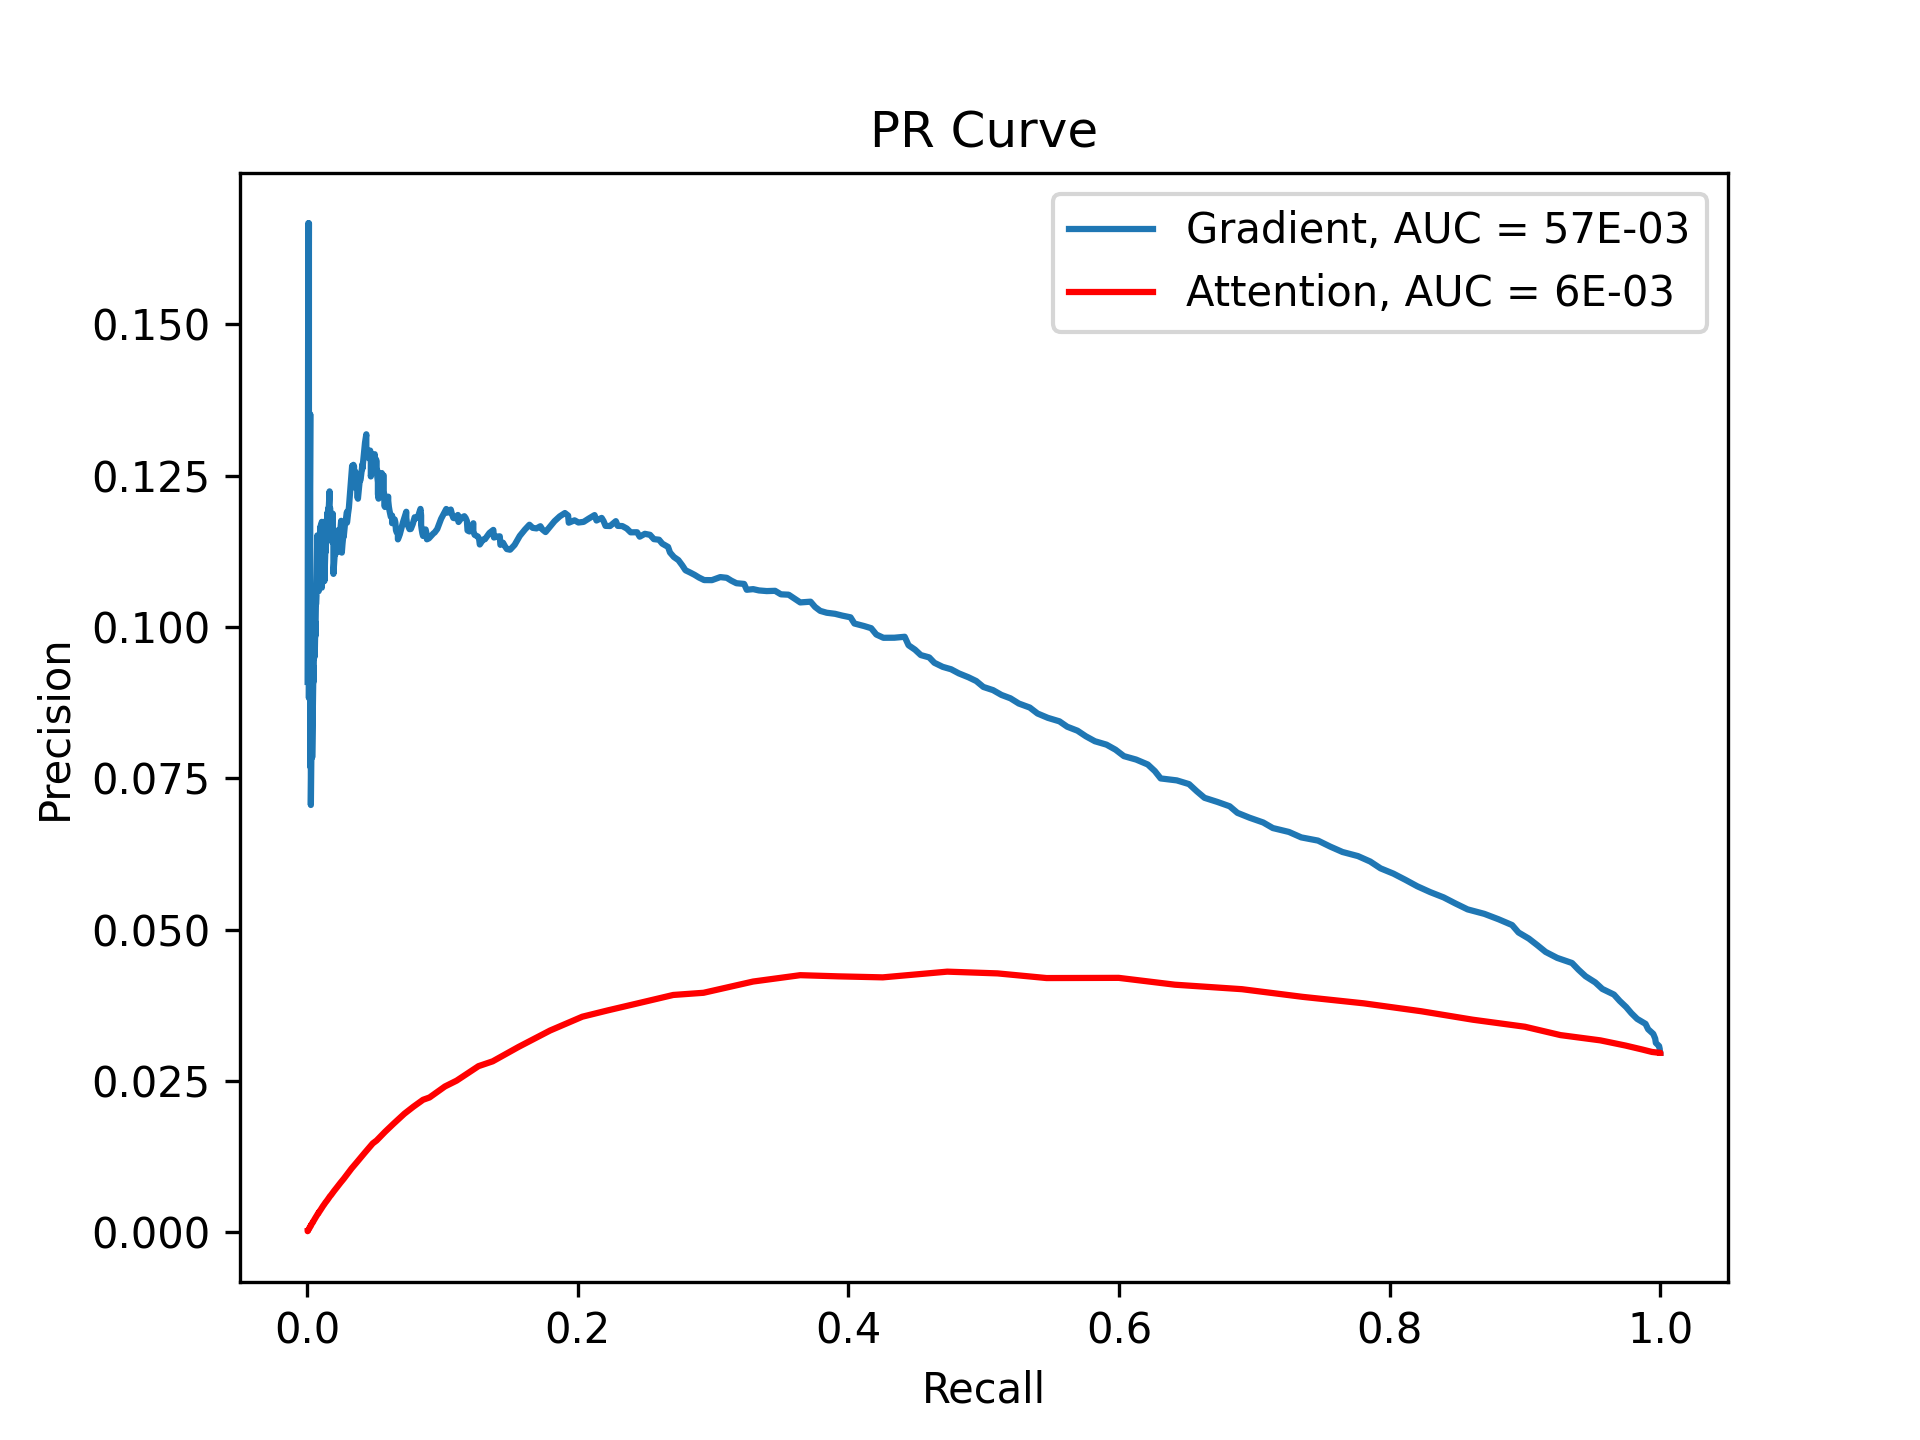 PR Curve
Gradient, AUC = 57E-03
Attention, AUC = 6E-03
Precision
0.150
0.125
0.100
0.075
0.050
0.025
0.000
0.0 0.2 0.4 0.6 0.8 1.0
Recall